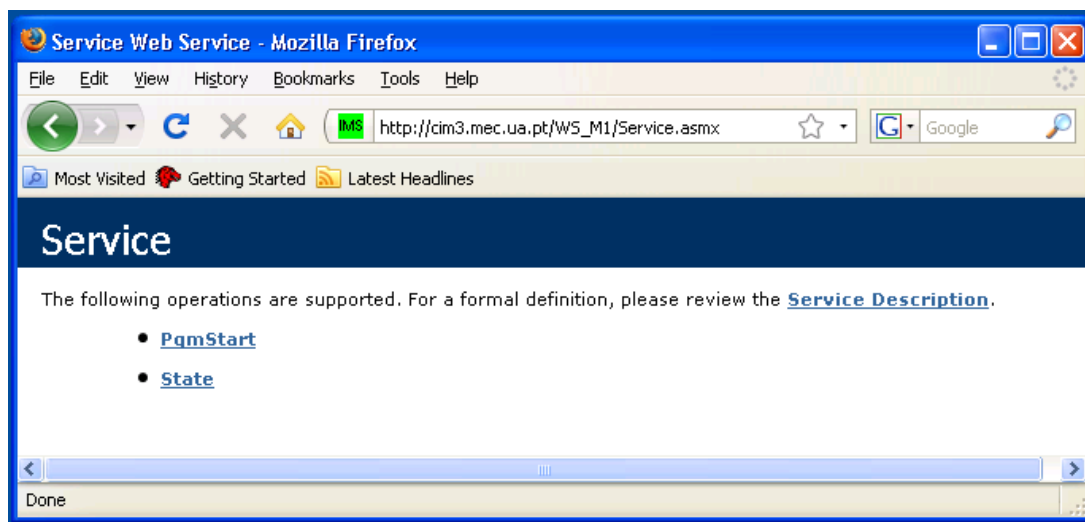 Service Web Service - Mozilla Firefox
File Edit View History Bookmarks Tools Help
IMS http://cim3.mec.ua.pt/WS_M1/Service.asmx G Google
Most Visited Getting Started Latest Headlines
Service
The following operations are supported. For a formal definition, please review the Service Description.
PgmStart
State
Done